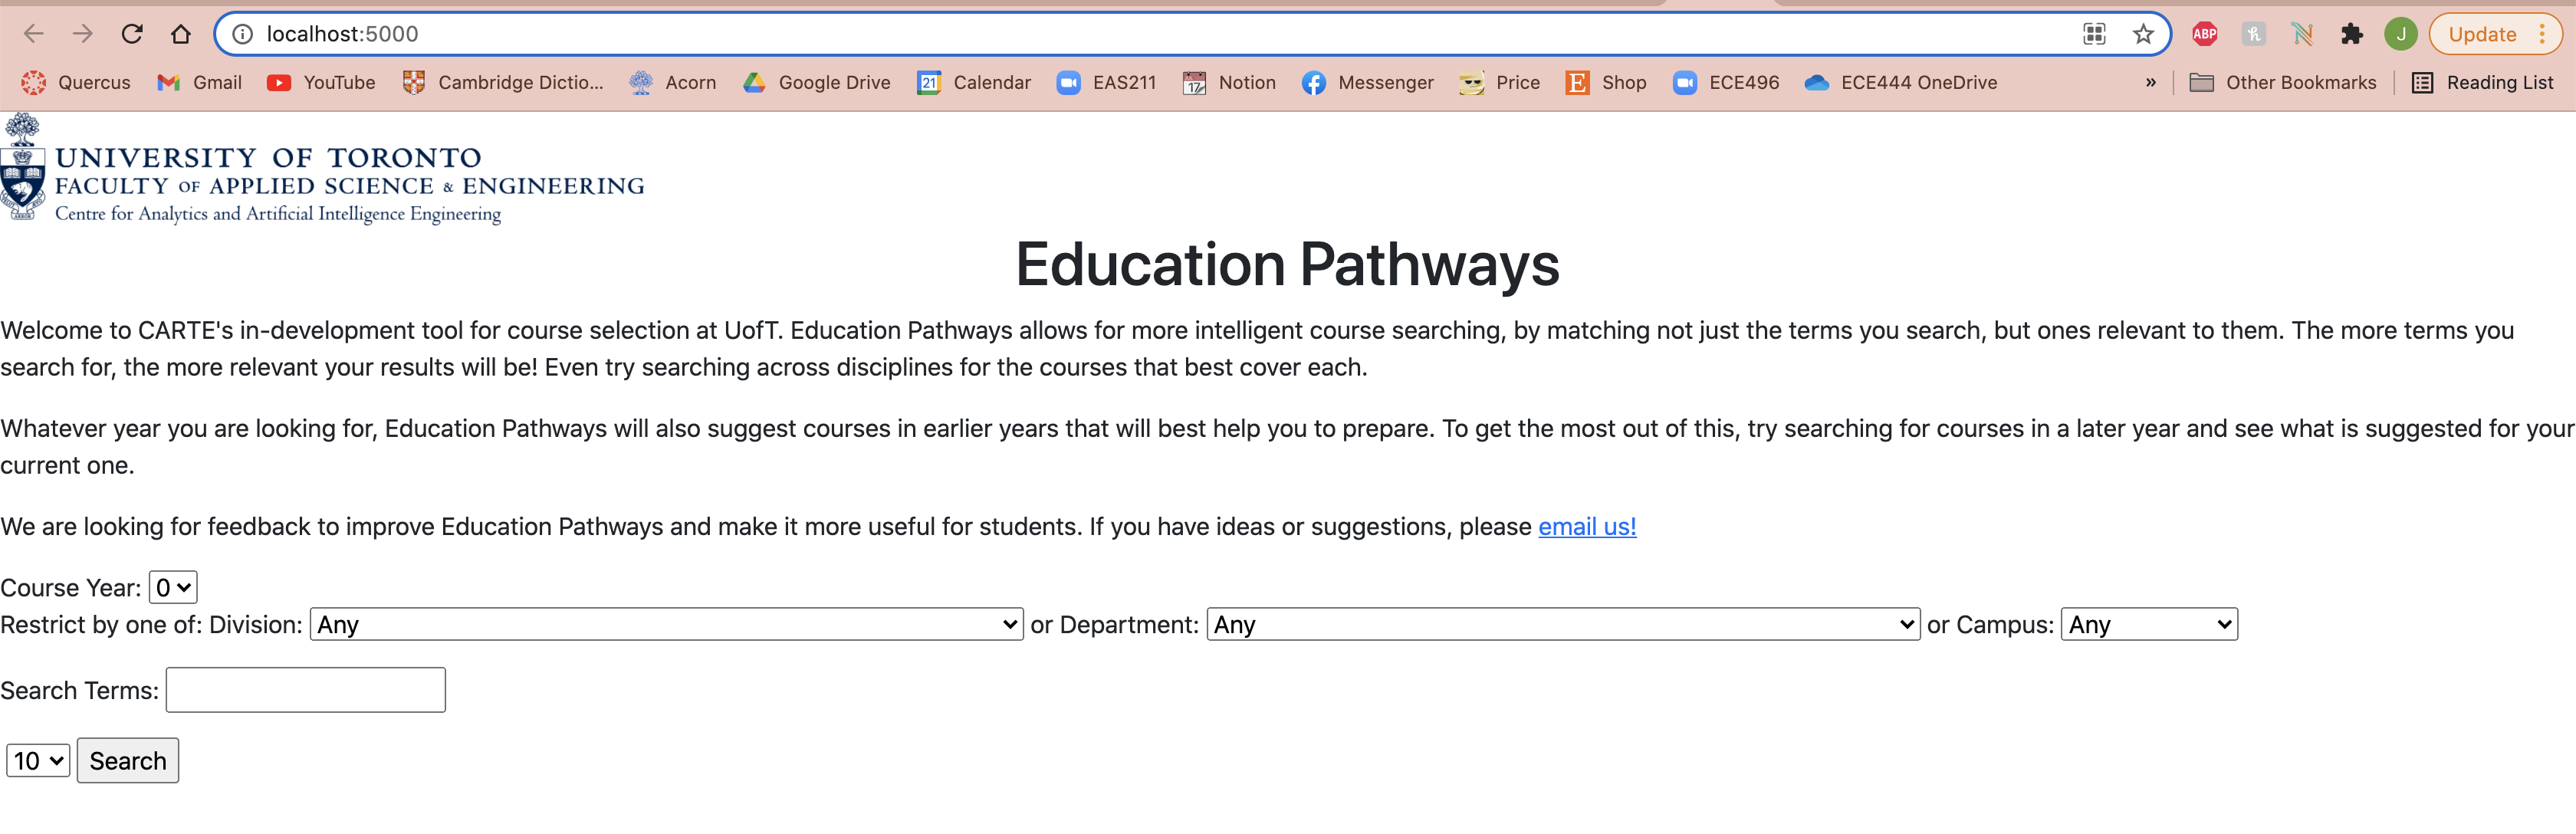 localhost:5000
ABP
J
Update
Quercus Gmail YouTube Cambridge Dictio... Acorn Google Drive 21 Calendar EAS211 17 Notion Messenger Price E Shop ECE496 ECE444 OneDrive » Other Bookmarks Reading List
UNIVERSITY OF TORONTO
FACULTY OF APPLIED SCIENCE & ENGINEERING
Centre for Analytics and Artificial Intelligence Engineering
Education Pathways
Welcome to CARTE's in-development tool for course selection at UofT. Education Pathways allows for more intelligent course searching, by matching not just the terms you search, but ones relevant to them. The more terms you
search for, the more relevant your results will be! Even try searching across disciplines for the courses that best cover each.
Whatever year you are looking for, Education Pathways will also suggest courses in earlier years that will best help you to prepare. To get the most out of this, try searching for courses in a later year and see what is suggested for your
current one.
We are looking for feedback to improve Education Pathways and make it more useful for students. If you have ideas or suggestions, please email us!
Course Year: 0
Restrict by one of: Division: Any or Department: Any or Campus: Any
Search Terms:
10 Search